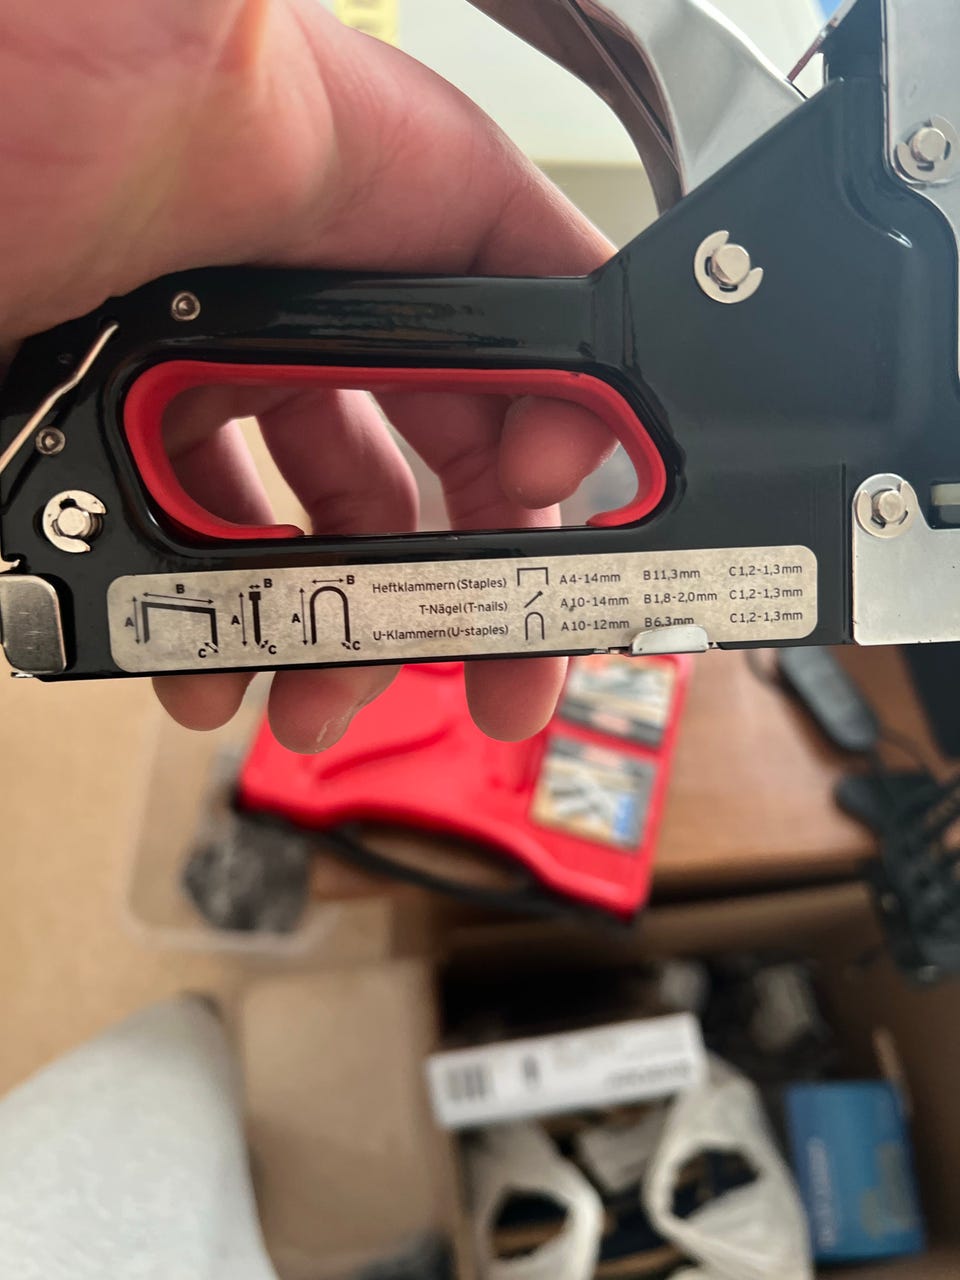 B
A
C
B
A
C
B
A
C
Heftklammern (Staples) A 4-14mm B 11,3mm C 1,2-1,3mm
T-Nägel (T-nails) A 10-14mm B 1,8-2,0mm C 1,2-1,3mm
U-Klammern (U-staples) A 10-12mm B 6,3mm C 1,2-1,3mm